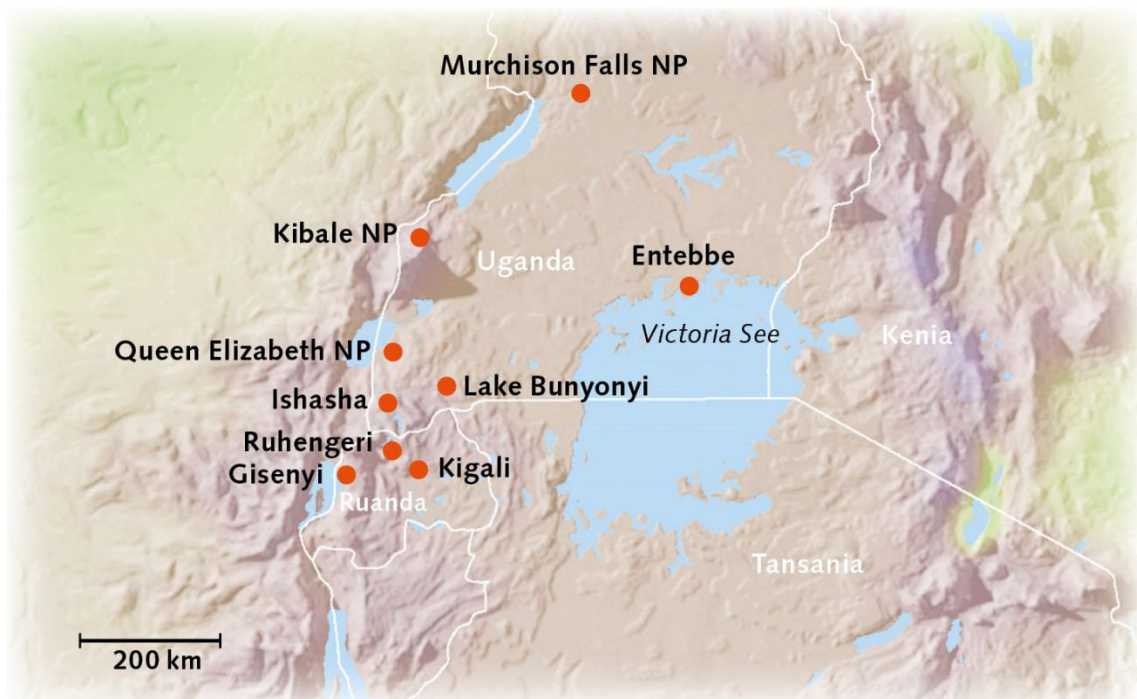 Murchison Falls NP
Kibale NP
Uganda
Entebbe
Victoria See
Kenia
Queen Elizabeth NP
Lake Bunyonyi
Ishasha
Ruhengeri
Gisenyi
Kigali
Ruanda
Tansania
200 km